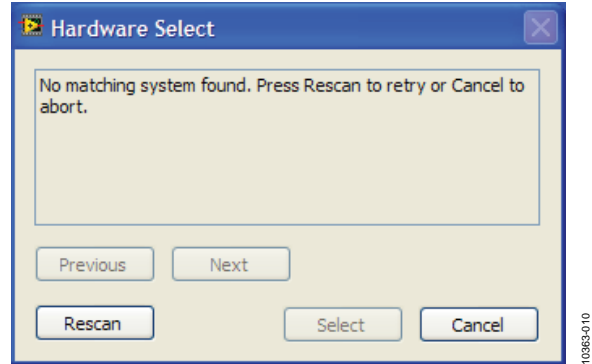 Hardware Select
No matching system found. Press Rescan to retry or Cancel to
abort.
Previous Next
Rescan Select Cancel
10363-010